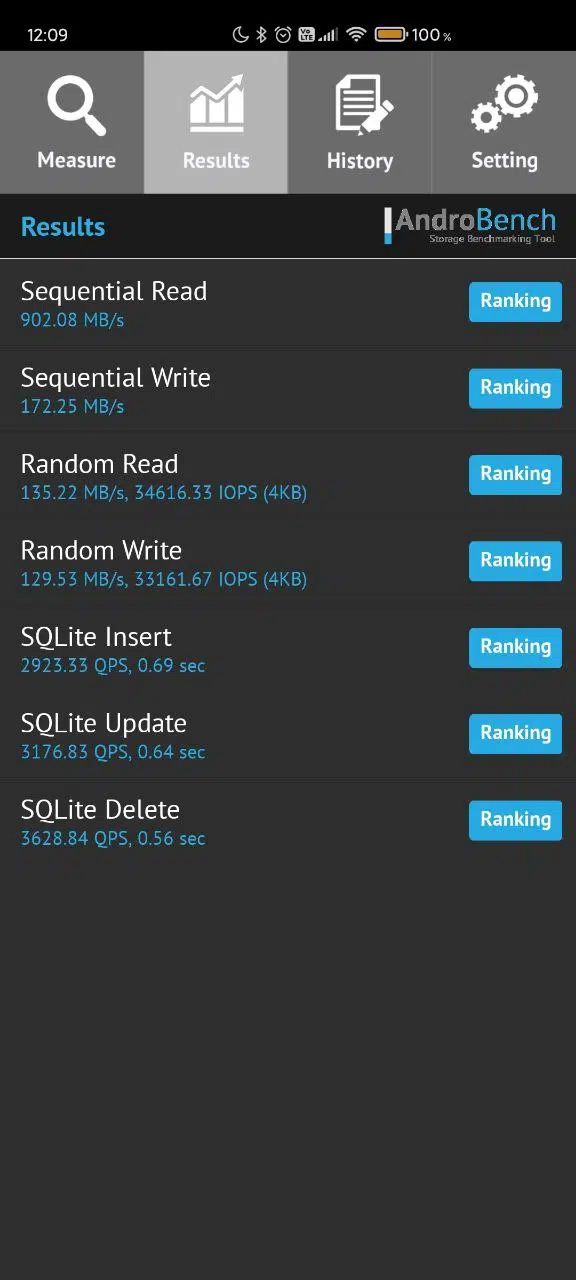 12:09
Vo LTE
100 %
Measure
Results
History
Setting
Results
AndroBench
Storage Benchmarking Tool
Sequential Read
902.08 MB/s
Ranking
Sequential Write
172.25 MB/s
Ranking
Random Read
135.22 MB/s, 34616.33 IOPS (4KB)
Ranking
Random Write
129.53 MB/s, 33161.67 IOPS (4KB)
Ranking
SQLite Insert
2923.33 QPS, 0.69 sec
Ranking
SQLite Update
3176.83 QPS, 0.64 sec
Ranking
SQLite Delete
3628.84 QPS, 0.56 sec
Ranking